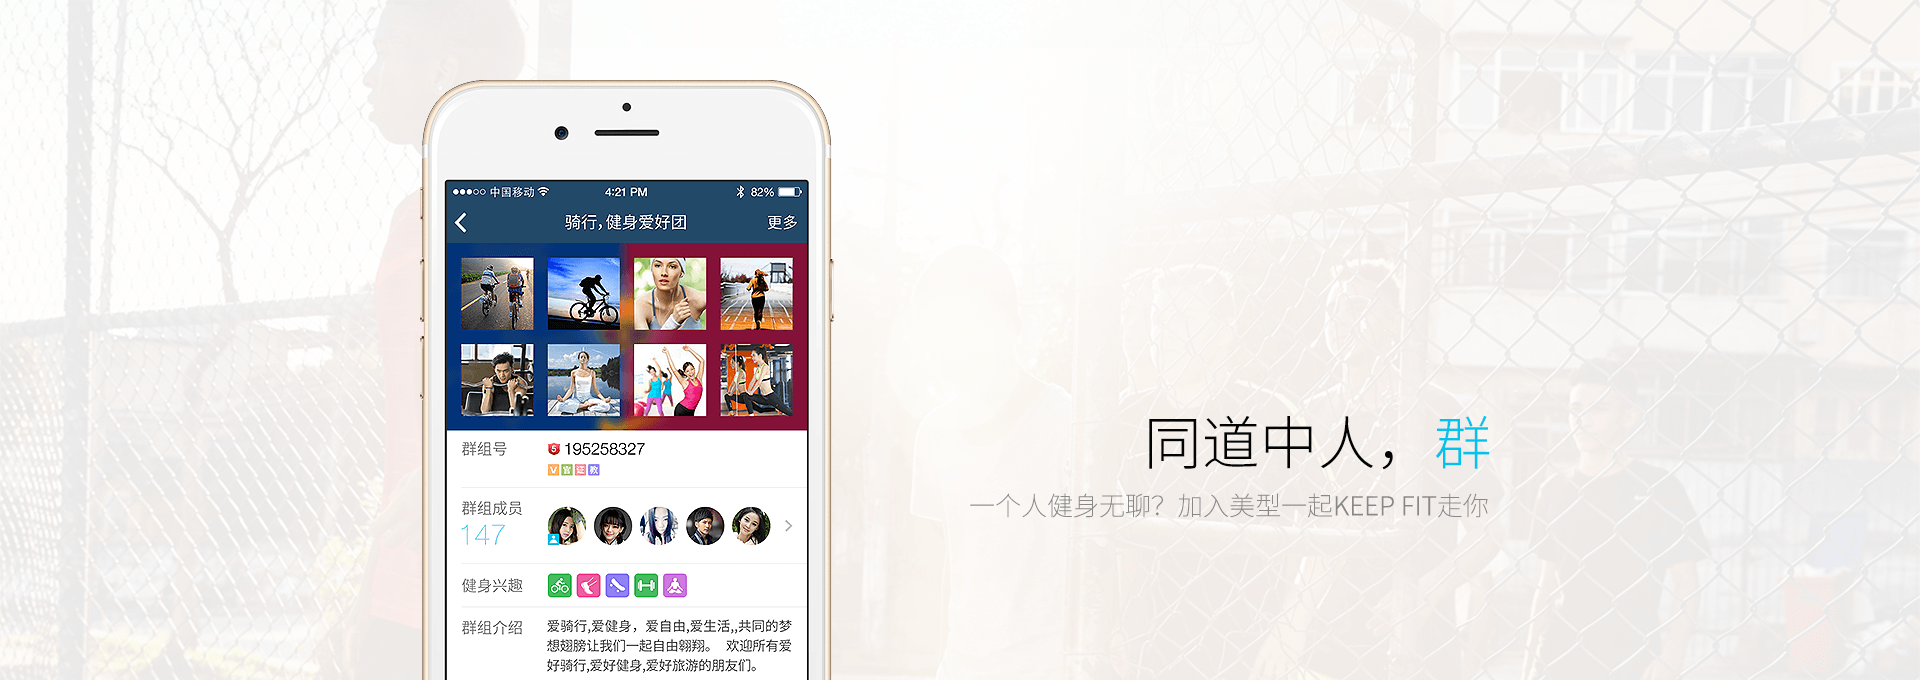 中国移动 4:21 PM 82%
骑行,健身爱好团 更多
群组号 5 195258327
V 官 证 教
群组成员
147
健身兴趣
群组介绍 爱骑行,爱健身，爱自由,爱生活,,共同的梦
想翅膀让我们一起自由翱翔。 欢迎所有爱
好骑行,爱好健身,爱好旅游的朋友们。
同道中人，群
一个人健身无聊？加入美型一起KEEP FIT走你